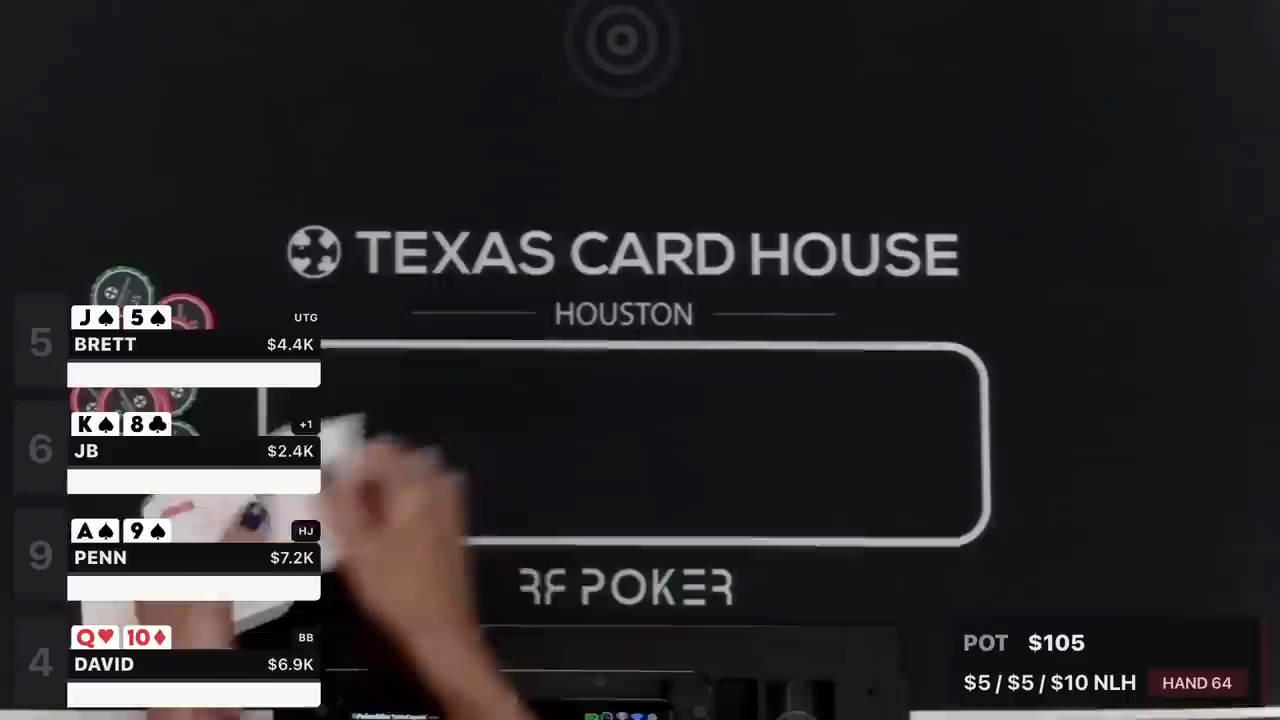 TEXAS CARD HOUSE
HOUSTON
5
J♠ 5♠
UTG
BRETT
$4.4K
6
K♠ 8♣
+1
JB
$2.4K
9
A♠ 9♠
HJ
PENN
$7.2K
4
Q♥ 10♦
BB
DAVID
$6.9K
RF POKER
POT $105
$5 / $5 / $10 NLH
HAND 64